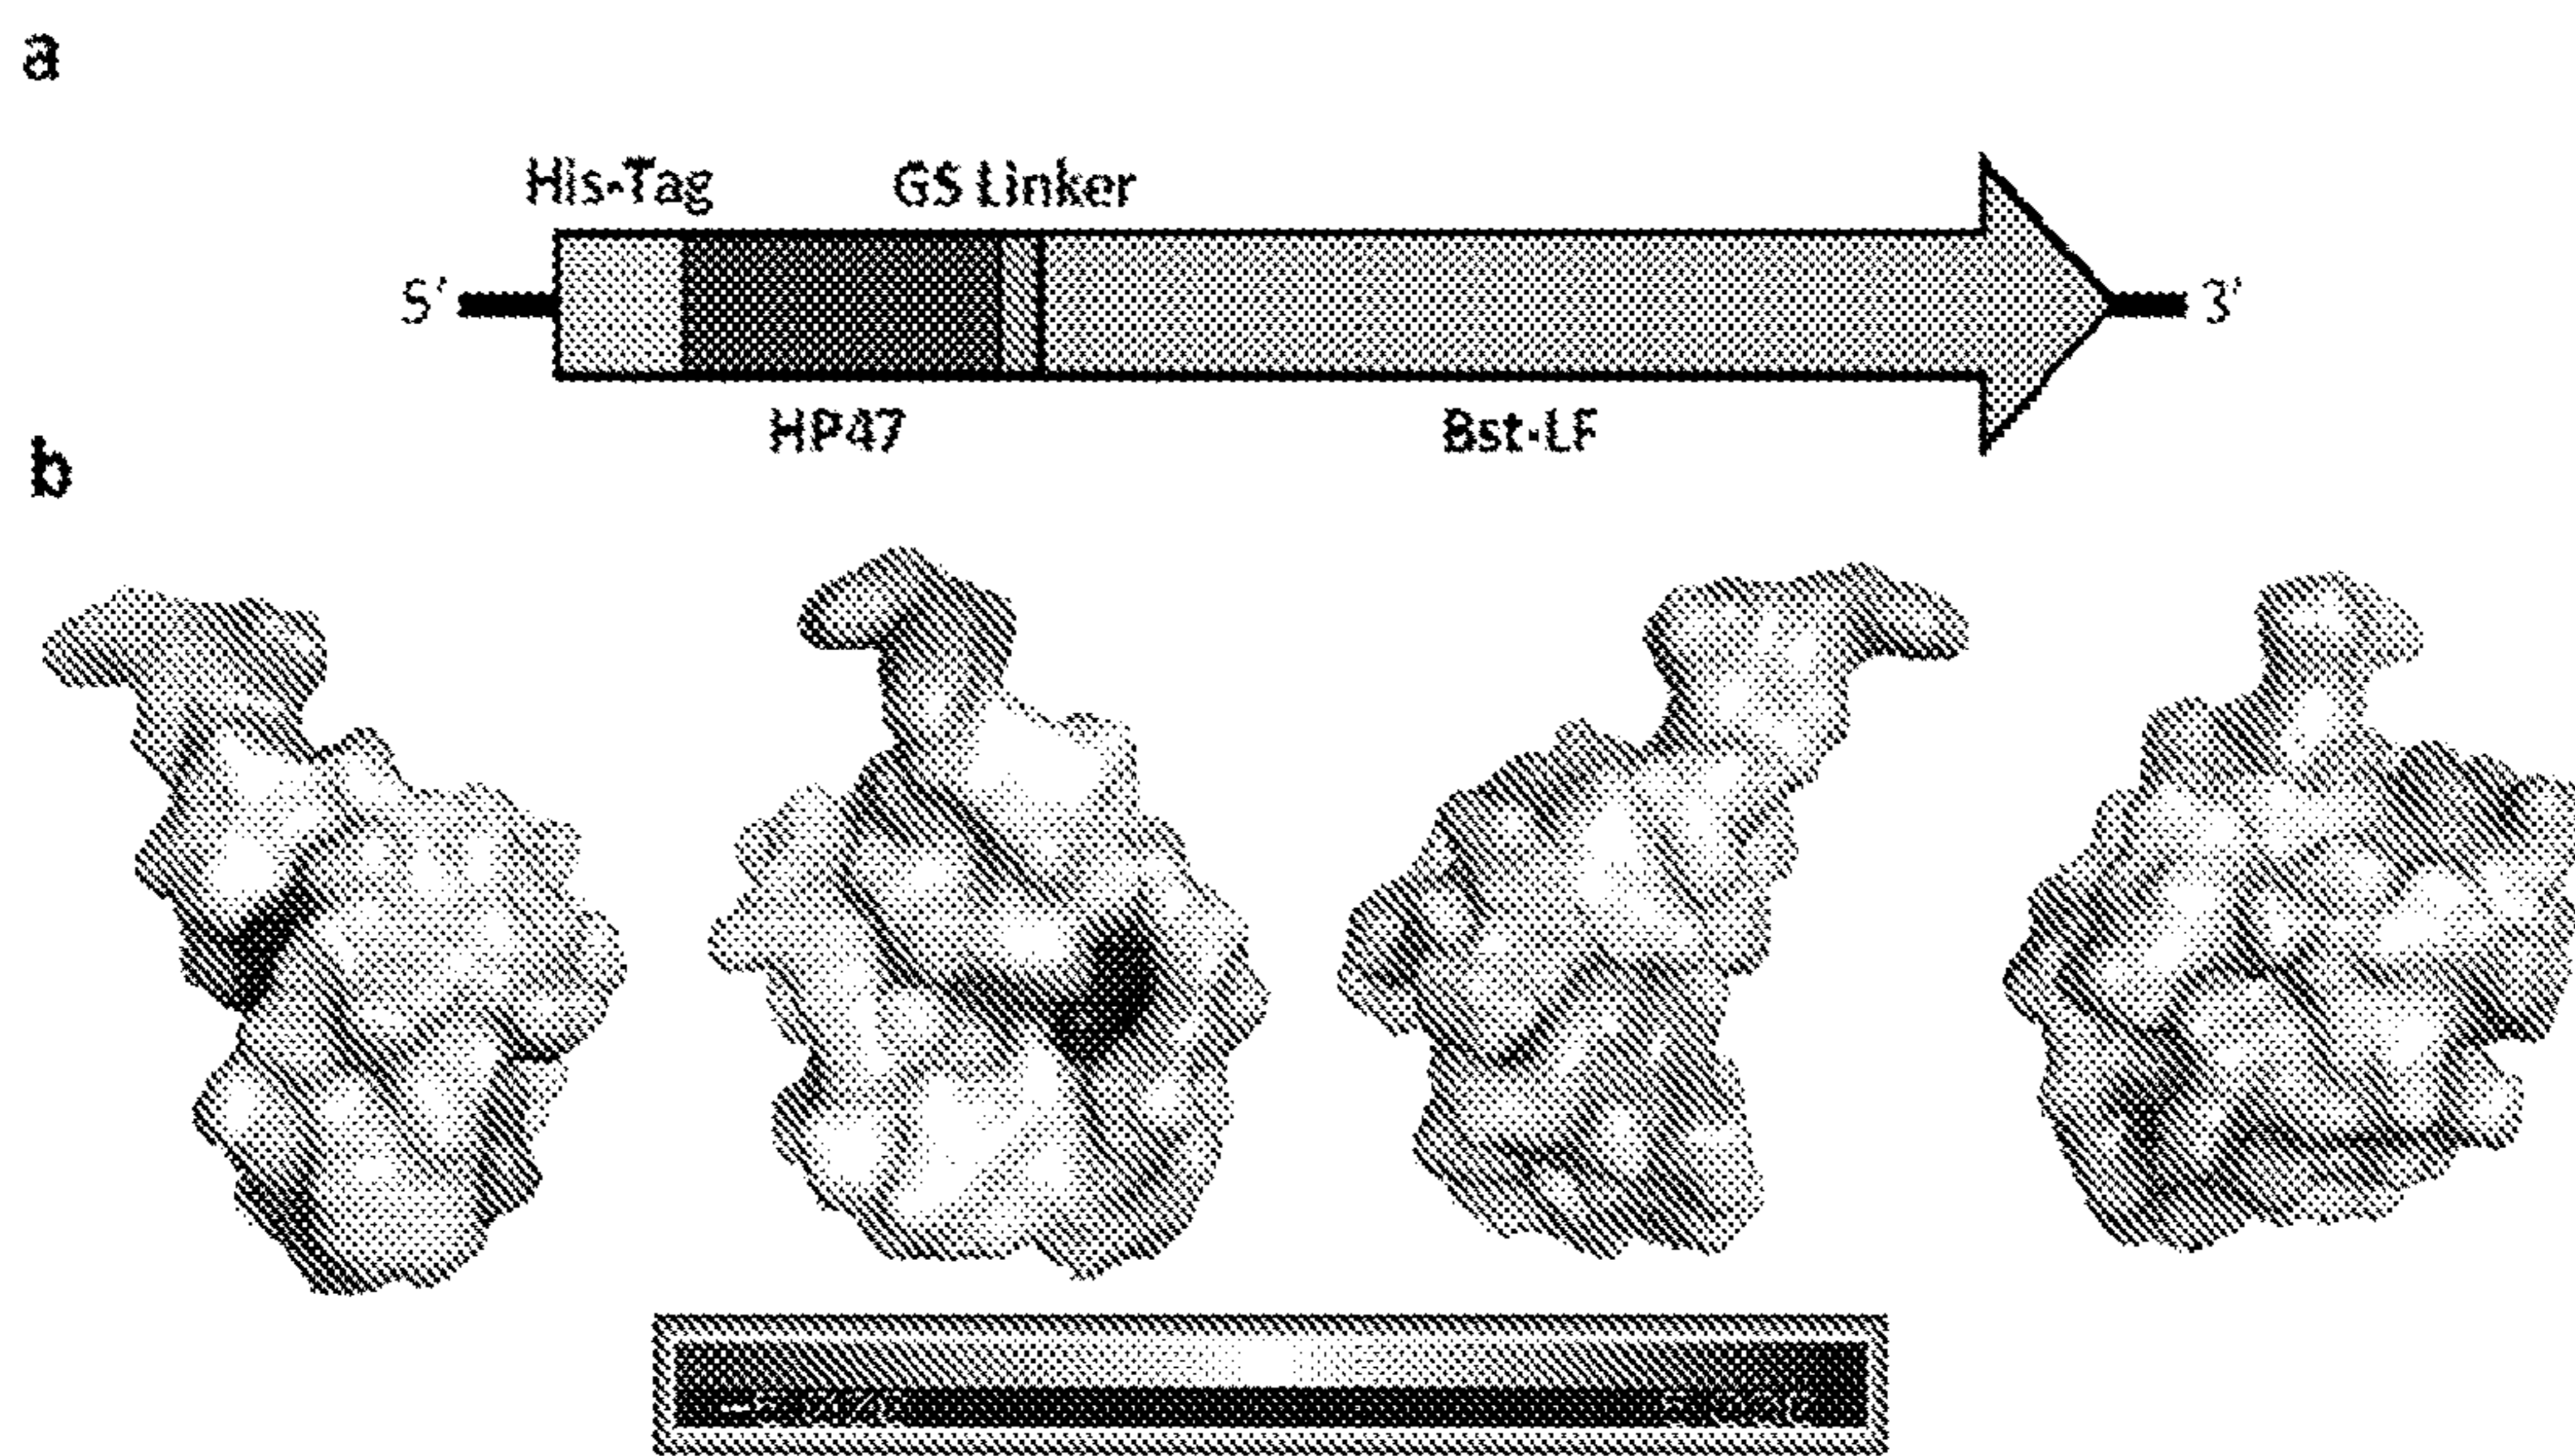 a
His-Tag GS Linker
5' 3'
HP47 Bst-LF
b